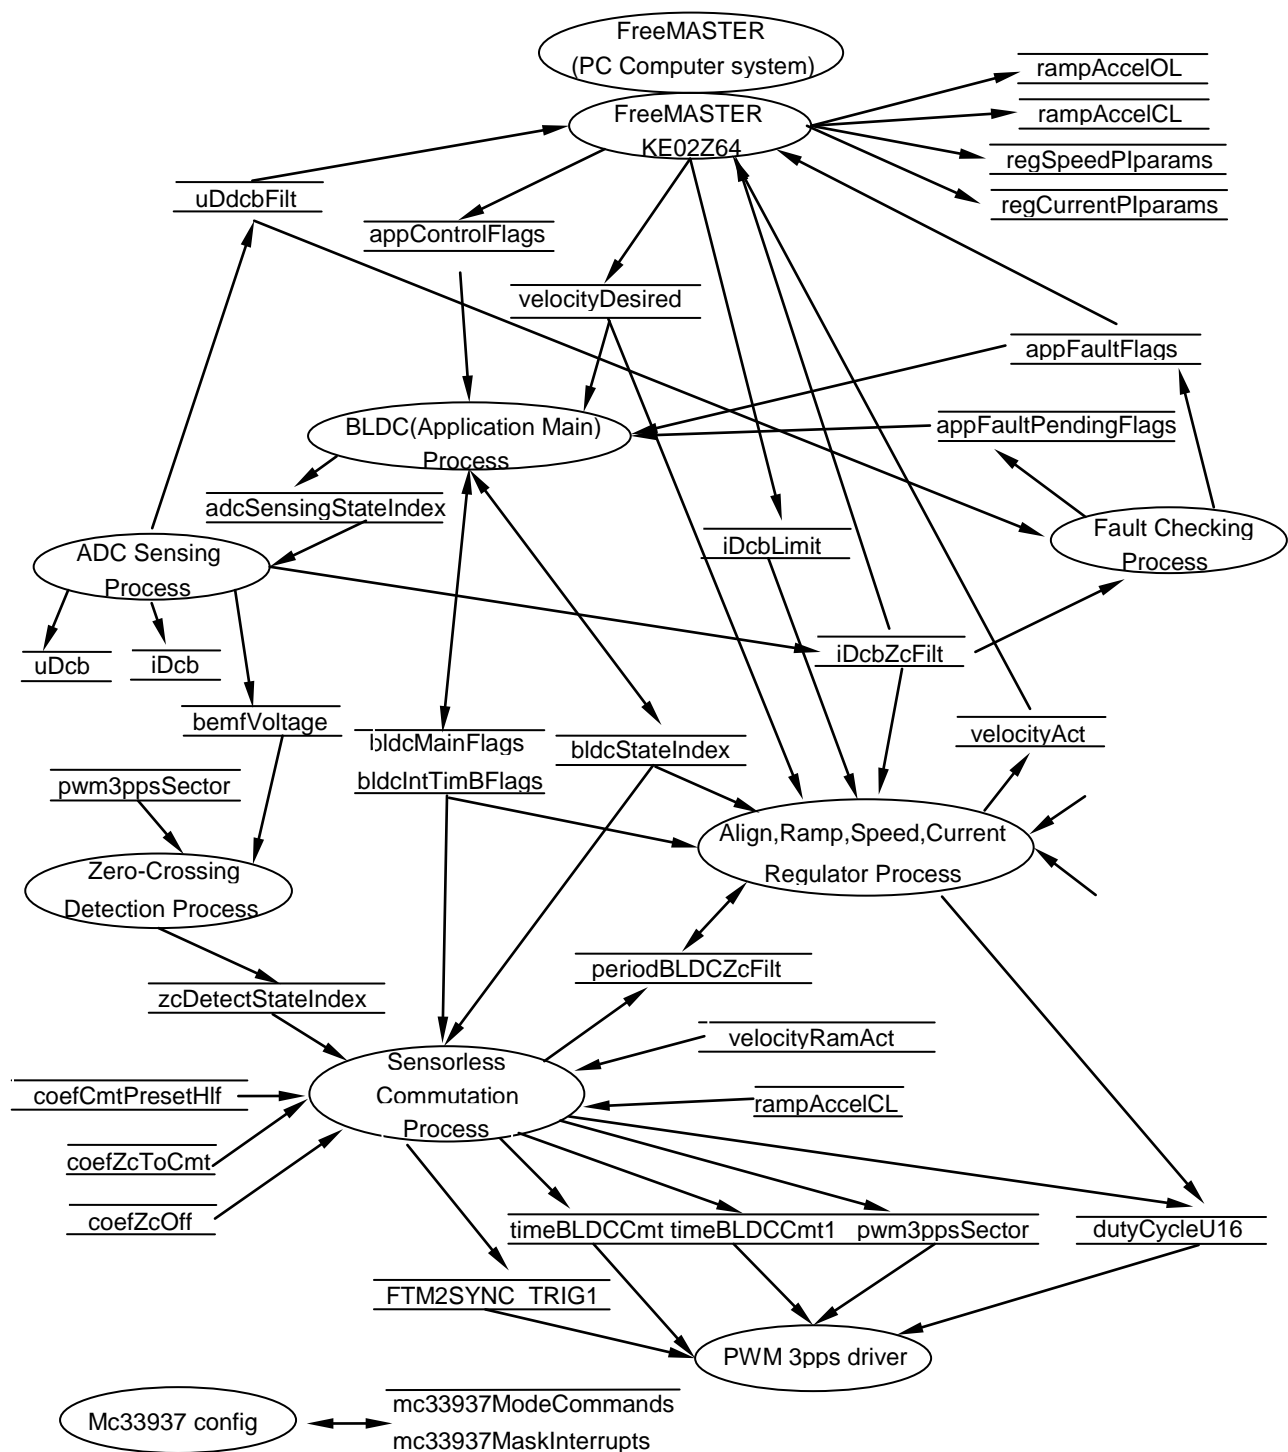 FreeMASTER
(PC Computer system)
rampAccelOL
FreeMASTER
KE02Z64
rampAccelCL
regSpeedPIparams
uDdcbFilt
regCurrentPIparams
appControlFlags
velocityDesired
appFaultFlags
BLDC(Application Main)
Process
appFaultPendingFlags
adcSensingStateIndex
ADC Sensing
Process
iDcbLimit
Fault Checking
Process
uDcb
iDcb
iDcbZcFilt
bemfVoltage
bldcMainFlags
bldcStateIndex
velocityAct
pwm3ppsSector
bldcIntTimBFlags
Align,Ramp,Speed,Current
Regulator Process
Zero-Crossing
Detection Process
periodBLDCZcFilt
zcDetectStateIndex
velocityRamAct
Sensorless
Commutation
Process
coefCmtPresetHlf
rampAccelCL
coefZcToCmt
coefZcOff
timeBLDCCmt
timeBLDCCmt1
pwm3ppsSector
dutyCycleU16
FTM2SYNC TRIG1
PWM 3pps driver
Mc33937 config
mc33937ModeCommands
mc33937MaskInterrupts